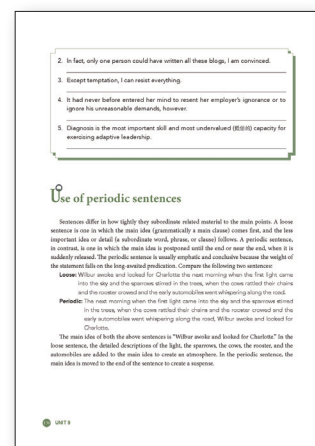 2. In fact, only one person could have written all these blogs, I am convinced.
3. Except temptation, I can resist everything.
4. It had never before entered her mind to resent her employer's ignorance or to
ignore his unreasonable demands, however.
5. Diagnosis is the most important skill and most undervalued () capacity for
exercising adaptive leadership.
Use of periodic sentences
Sentences differ in how tightly they subordinate related material to the main points. A loose
sentence is one in which the main idea (grammatically a main clause) comes first, and the less
important idea or detail (a subordinate word, phrase, or clause) follows. A periodic sentence,
in contrast, is one in which the main idea is postponed until the end or near the end, when it is
suddenly released. The periodic sentence is usually emphatic and conclusive because the weight of
the statement falls on the long-awaited predication. Compare the following two sentences:
Loose: Wilbur awoke and looked for Charlotte the next morning when the first light came
into the sky and the sparrows stirred in the trees, when the cows rattled their chains
and the rooster crowed and the early automobiles went whispering along the road.
Periodic: The next morning when the first light came into the sky and the sparrows stirred
in the trees, when the cows rattled their chains and the rooster crowed and the
early automobiles went whispering along the road, Wilbur awoke and looked for
Charlotte.
The main idea of both the above sentences is "Wilbur awoke and looked for Charlotte." In the
loose sentence, the detailed descriptions of the light, the sparrows, the cows, the rooster, and the
automobiles are added to the main idea to create an atmosphere. In the periodic sentence, the
main idea is moved to the end of the sentence to create a suspense.
UNIT 8